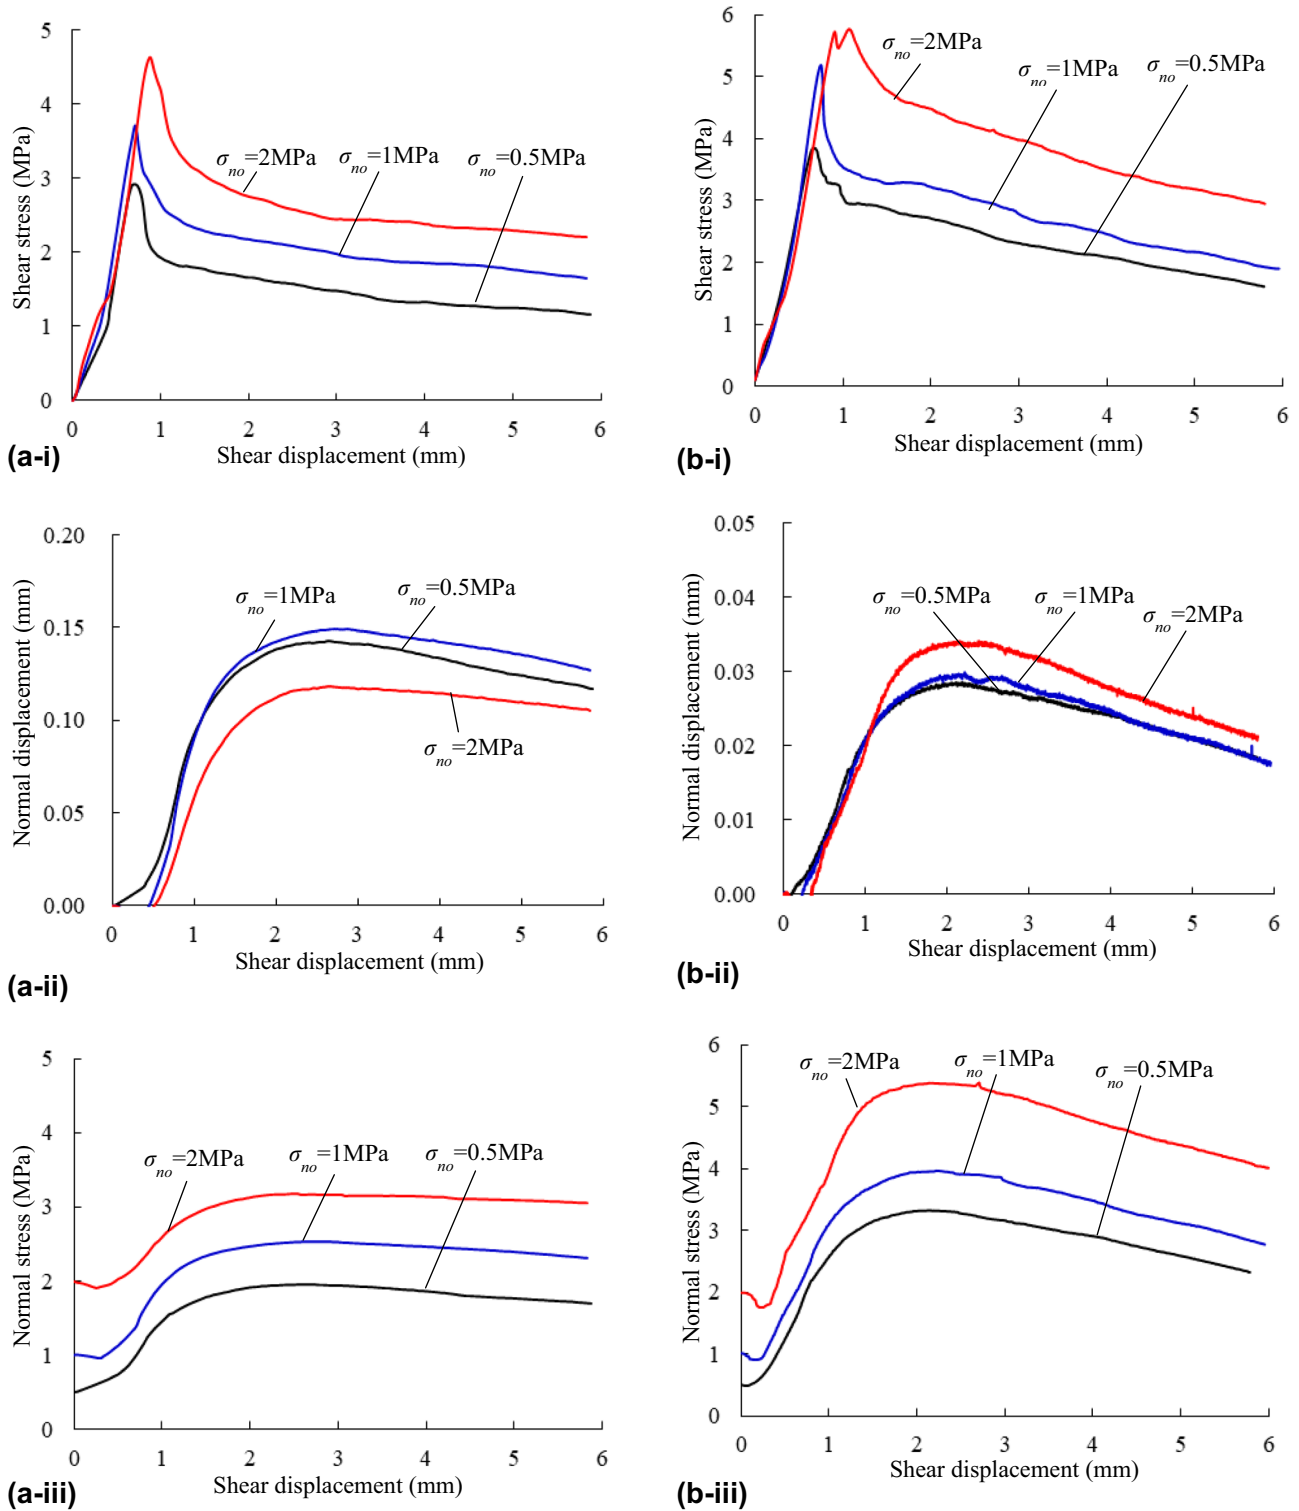 5
4
3
2
1
0
Shear stress (MPa)
σno=2MPa
σno=1MPa
σno=0.5MPa
0 1 2 3 4 5 6
Shear displacement (mm)
(a-i)
6
5
4
3
2
1
0
Shear stress (MPa)
σno=2MPa
σno=1MPa
σno=0.5MPa
0 1 2 3 4 5 6
Shear displacement (mm)
(b-i)
0.20
0.15
0.10
0.05
0.00
Normal displacement (mm)
σno=1MPa
σno=0.5MPa
σno=2MPa
0 1 2 3 4 5 6
Shear displacement (mm)
(a-ii)
0.05
0.04
0.03
0.02
0.01
0.00
Normal displacement (mm)
σno=0.5MPa
σno=1MPa
σno=2MPa
0 1 2 3 4 5 6
Shear displacement (mm)
(b-ii)
5
4
3
2
1
0
Normal stress (MPa)
σno=2MPa
σno=1MPa
σno=0.5MPa
0 1 2 3 4 5 6
Shear displacement (mm)
(a-iii)
6
5
4
3
2
1
0
Normal stress (MPa)
σno=2MPa
σno=1MPa
σno=0.5MPa
0 1 2 3 4 5 6
Shear displacement (mm)
(b-iii)